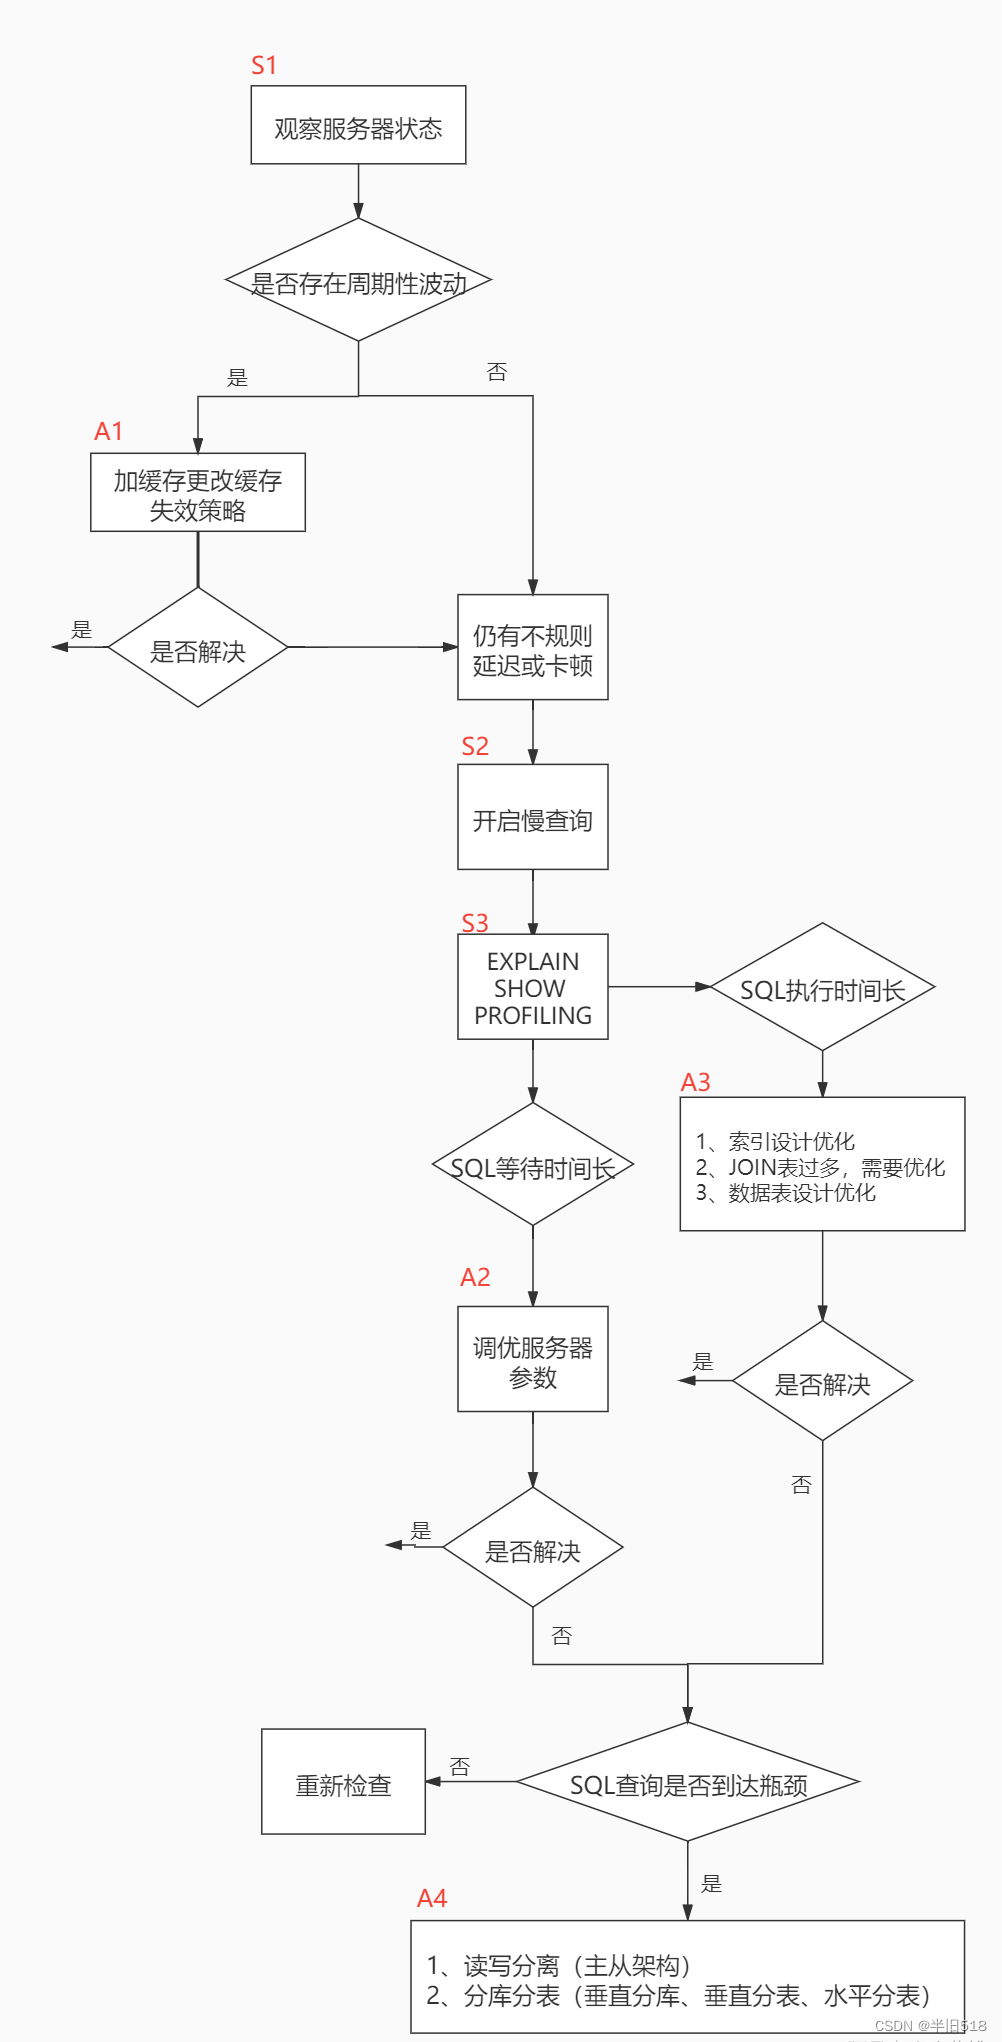 S1
观察服务器状态
是否存在周期性波动
是
否
A1
加缓存更改缓存
失效策略
是
是否解决
仍有不规则
延迟或卡顿
S2
开启慢查询
S3
EXPLAIN
SHOW
PROFILING
SQL执行时间长
A3
1、索引设计优化
2、JOIN表过多，需要优化
3、数据表设计优化
SQL等待时间长
A2
调优服务器
参数
是
是否解决
否
是
是否解决
否
SQL查询是否到达瓶颈
否
重新检查
是
A4
1、读写分离（主从架构）
2、分库分表（垂直分库、垂直分表、水平分表）
CSDN @半旧518